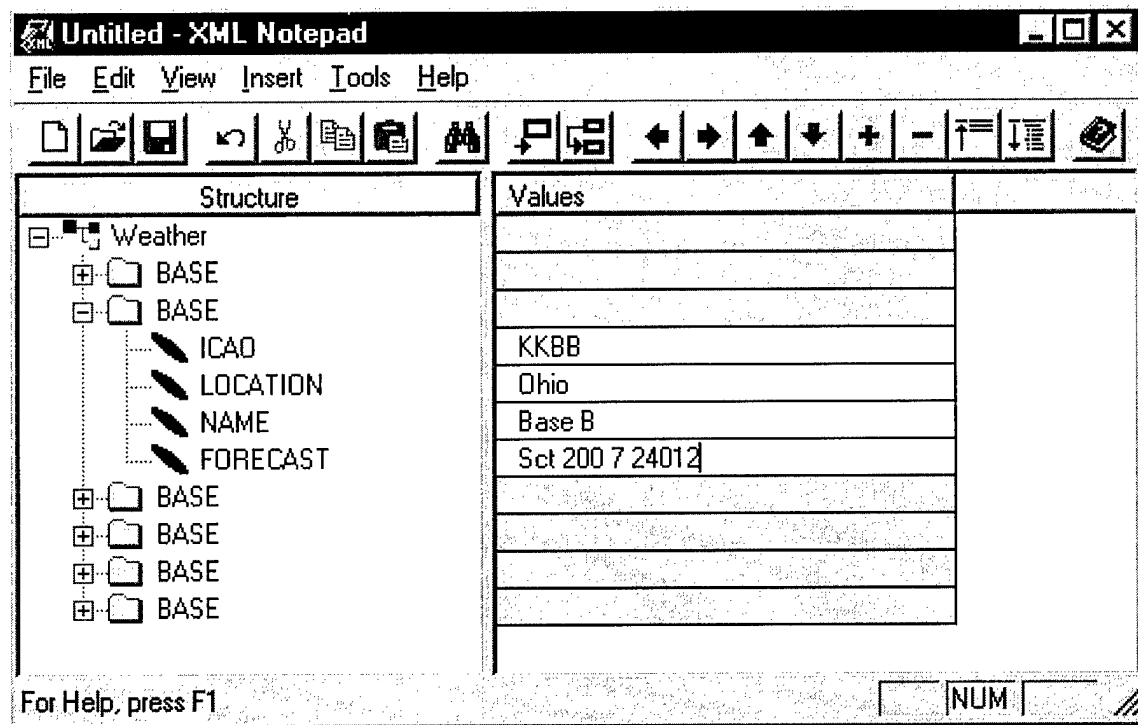 XML Untitled - XML Notepad
File Edit View Insert Tools Help
Structure Values
Weather
BASE
BASE
ICAO KKBB
LOCATION Ohio
NAME Base B
FORECAST Sct 200 7 24012
BASE
BASE
BASE
BASE
For Help, press F1 NUM